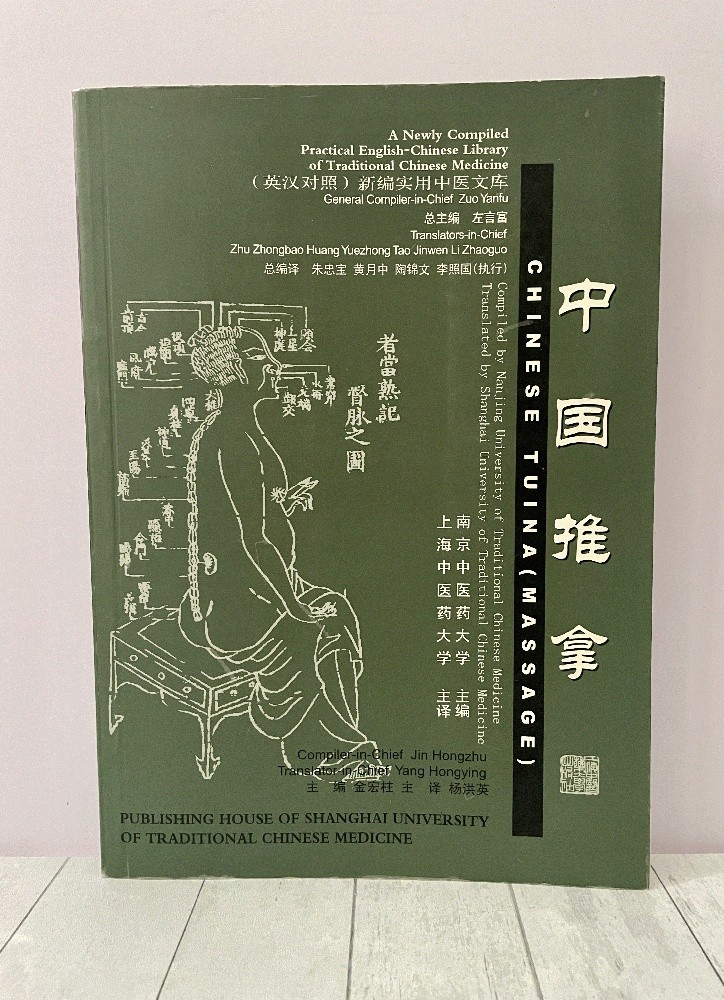 A Newly Compiled
Practical English-Chinese Library
of Traditional Chinese Medicine
（英汉对照）新编实用中医文库
General Compiler-in-Chief Zuo Yanfu
总主编 左言富
Translators-in-Chief
Zhu Zhongbao Huang Yuezhong Tao Jinwen Li Zhaoguo
总编译 朱忠宝 黄月中 陶锦文 李照国(执行)
中国推拿
CHINESE TUINA(MASSAGE)
Compiled by Nanjing University of Traditional Chinese Medicine
Translated by Shanghai University of Traditional Chinese Medicine
南京中医药大学 主编
上海中医药大学 主译
者當熟記
督脉之圖
Compiler-in-Chief Jin Hongzhu
Translator-in-Chief Yang Hongying
主 编 金宏柱 主 译 杨洪英
PUBLISHING HOUSE OF SHANGHAI UNIVERSITY
OF TRADITIONAL CHINESE MEDICINE